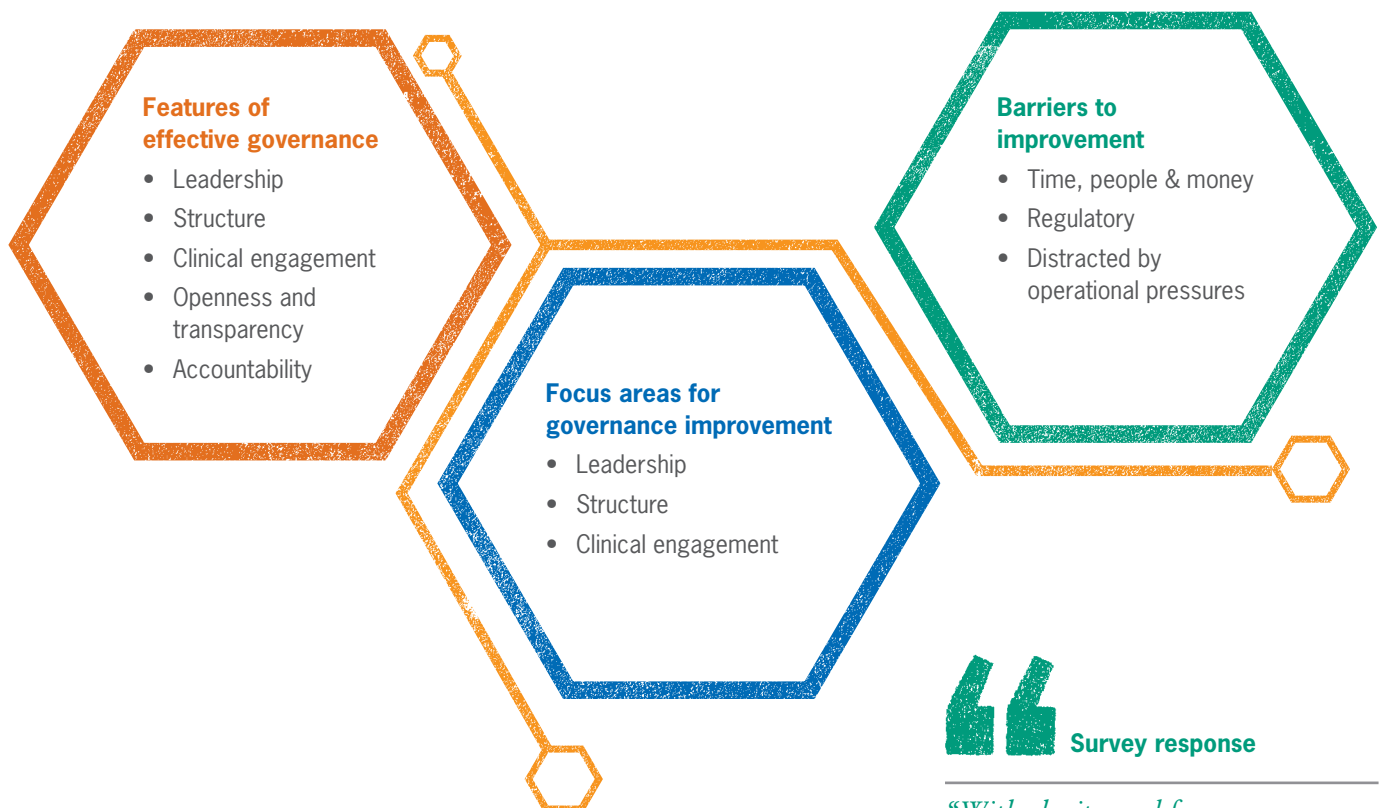 Features of
effective governance
• Leadership
• Structure
• Clinical engagement
• Openness and
transparency
• Accountability
Focus areas for
governance improvement
• Leadership
• Structure
• Clinical engagement
Barriers to
improvement
• Time, people & money
• Regulatory
• Distracted by
operational pressures
Survey response